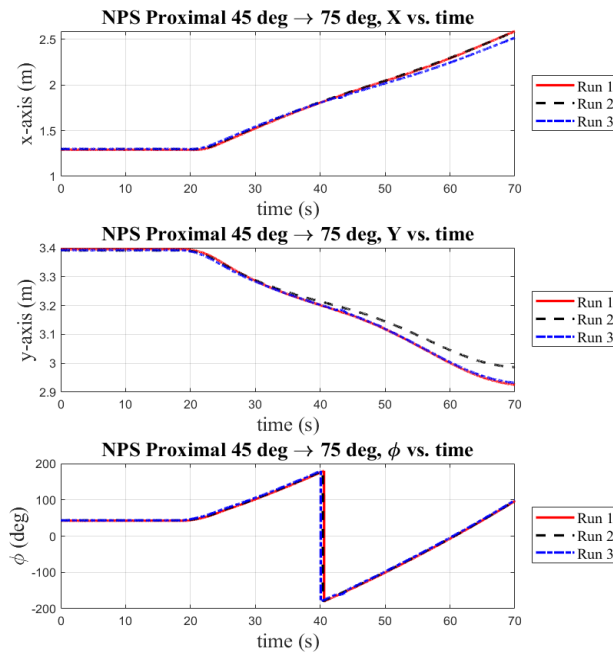 NPS Proximal 45 deg → 75 deg, X vs. time
x-axis (m)
2.5
2
1.5
1
0 10 20 30 40 50 60 70
time (s)
Run 1
Run 2
Run 3
NPS Proximal 45 deg → 75 deg, Y vs. time
y-axis (m)
3.4
3.3
3.2
3.1
3
2.9
0 10 20 30 40 50 60 70
time (s)
Run 1
Run 2
Run 3
NPS Proximal 45 deg → 75 deg, ϕ vs. time
ϕ (deg)
200
100
0
-100
-200
0 10 20 30 40 50 60 70
time (s)
Run 1
Run 2
Run 3